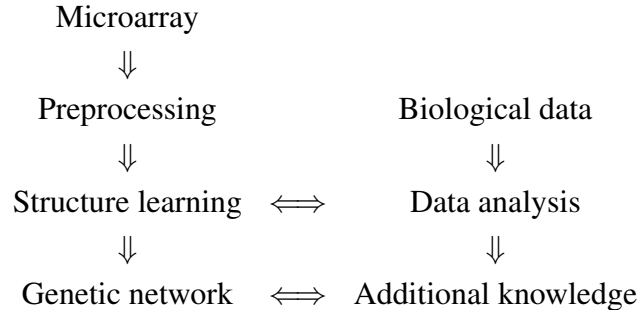 Microarray
⇓
Preprocessing Biological data
⇓ ⇓
Structure learning ⟺ Data analysis
⇓ ⇓
Genetic network ⟺ Additional knowledge